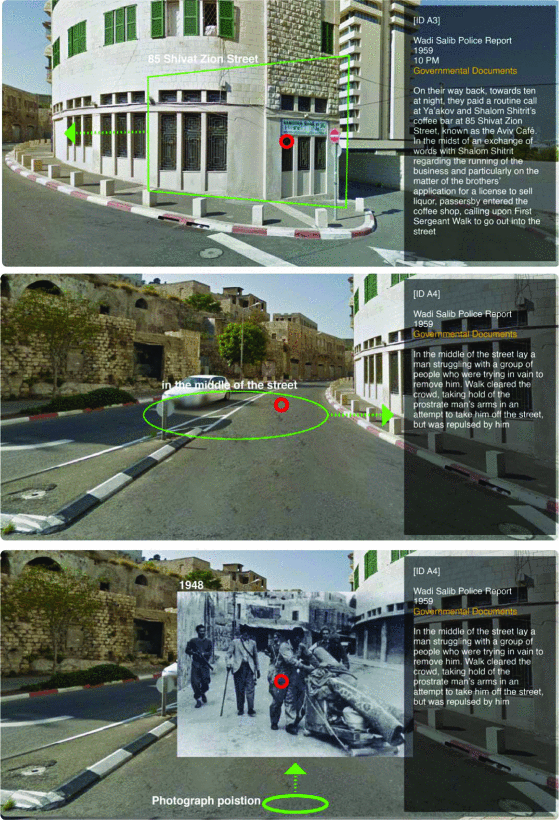 85 Shivat Zion Street
[ID A3]
Wadi Salib Police Report
1959
10 PM
Governmental Documents
On their way back, towards ten
at night, they paid a routine call
at Ya'akov and Shalom Shitrit's
coffee bar at 85 Shivat Zion
Street, known as the Aviv Café.
In the midst of an exchange of
words with Shalom Shitrit
regarding the running of the
business and particularly on the
matter of the brothers'
application for a license to sell
liquor, passersby entered the
coffee shop, calling upon First
Sergeant Walk to go out into the
street
in the middle of the street
[ID A4]
Wadi Salib Police Report
1959
Governmental Documents
In the middle of the street lay a
man struggling with a group of
people who were trying in vain to
remove him. Walk cleared the
crowd, taking hold of the
prostrate man's arms in an
attempt to take him off the street,
but was repulsed by him
1948
Photograph poistion
[ID A4]
Wadi Salib Police Report
1959
Governmental Documents
In the middle of the street lay a
man struggling with a group of
people who were trying in vain to
remove him. Walk cleared the
crowd, taking hold of the
prostrate man's arms in an
attempt to take him off the street,
but was repulsed by him